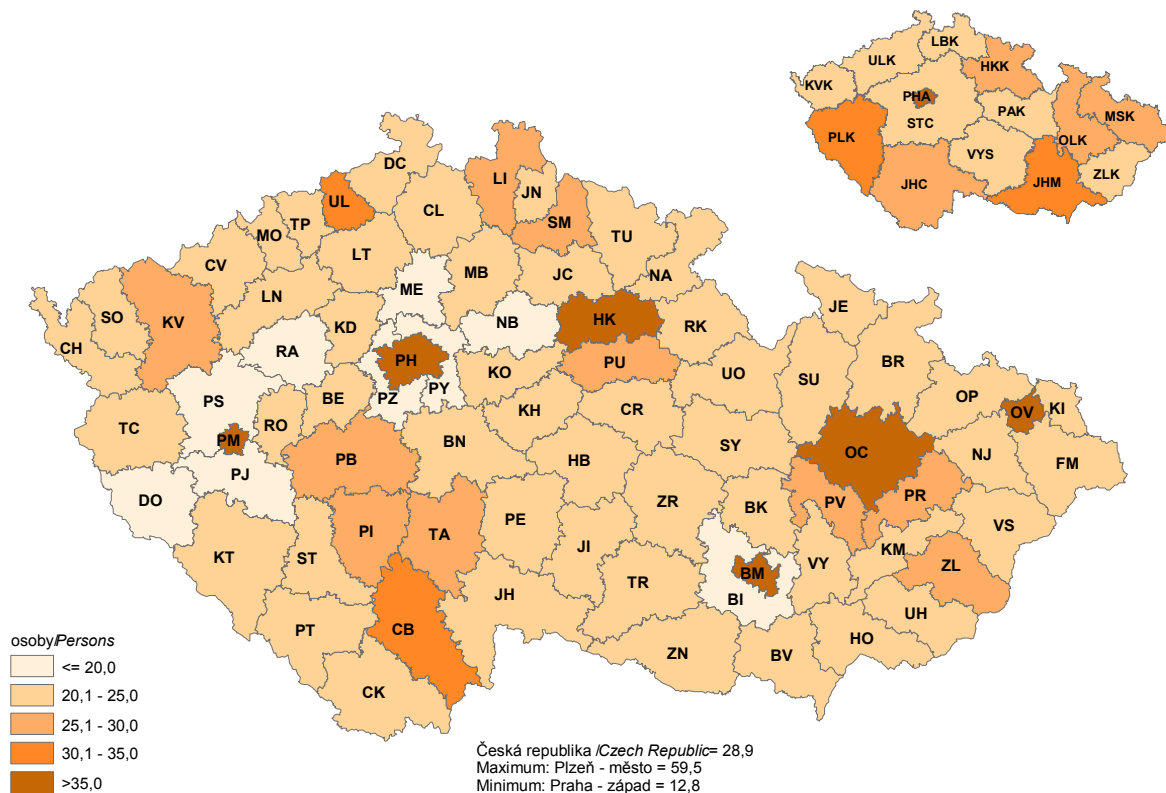 LBK
ULK
HKK
KVK
PHA
PAK
MSK
STC
PLK
OLK
VYS
ZLK
JHC
JHM
DC
LI
JN
UL
CL
SM
TP
MO
TU
LT
CV
MB
JC
NA
ME
LN
JE
SO
KV
NB
HK
KD
RK
CH
RA
BR
PH
PU
SU
UO
OP
OV
KI
PS
BE
PZ
PY
KO
TC
RO
KH
CR
PM
BN
SY
OC
NJ
FM
PB
HB
DO
PJ
PV
PR
ZR
BK
VS
KT
ST
PI
TA
PE
JI
KM
VY
BM
ZL
TR
BI
JH
UH
PT
CB
HO
ZN
BV
CK
osoby/Persons
<= 20,0
20,1 - 25,0
25,1 - 30,0
30,1 - 35,0
>35,0
Česká republika /Czech Republic= 28,9
Maximum: Plzeň - město = 59,5
Minimum: Praha - západ = 12,8